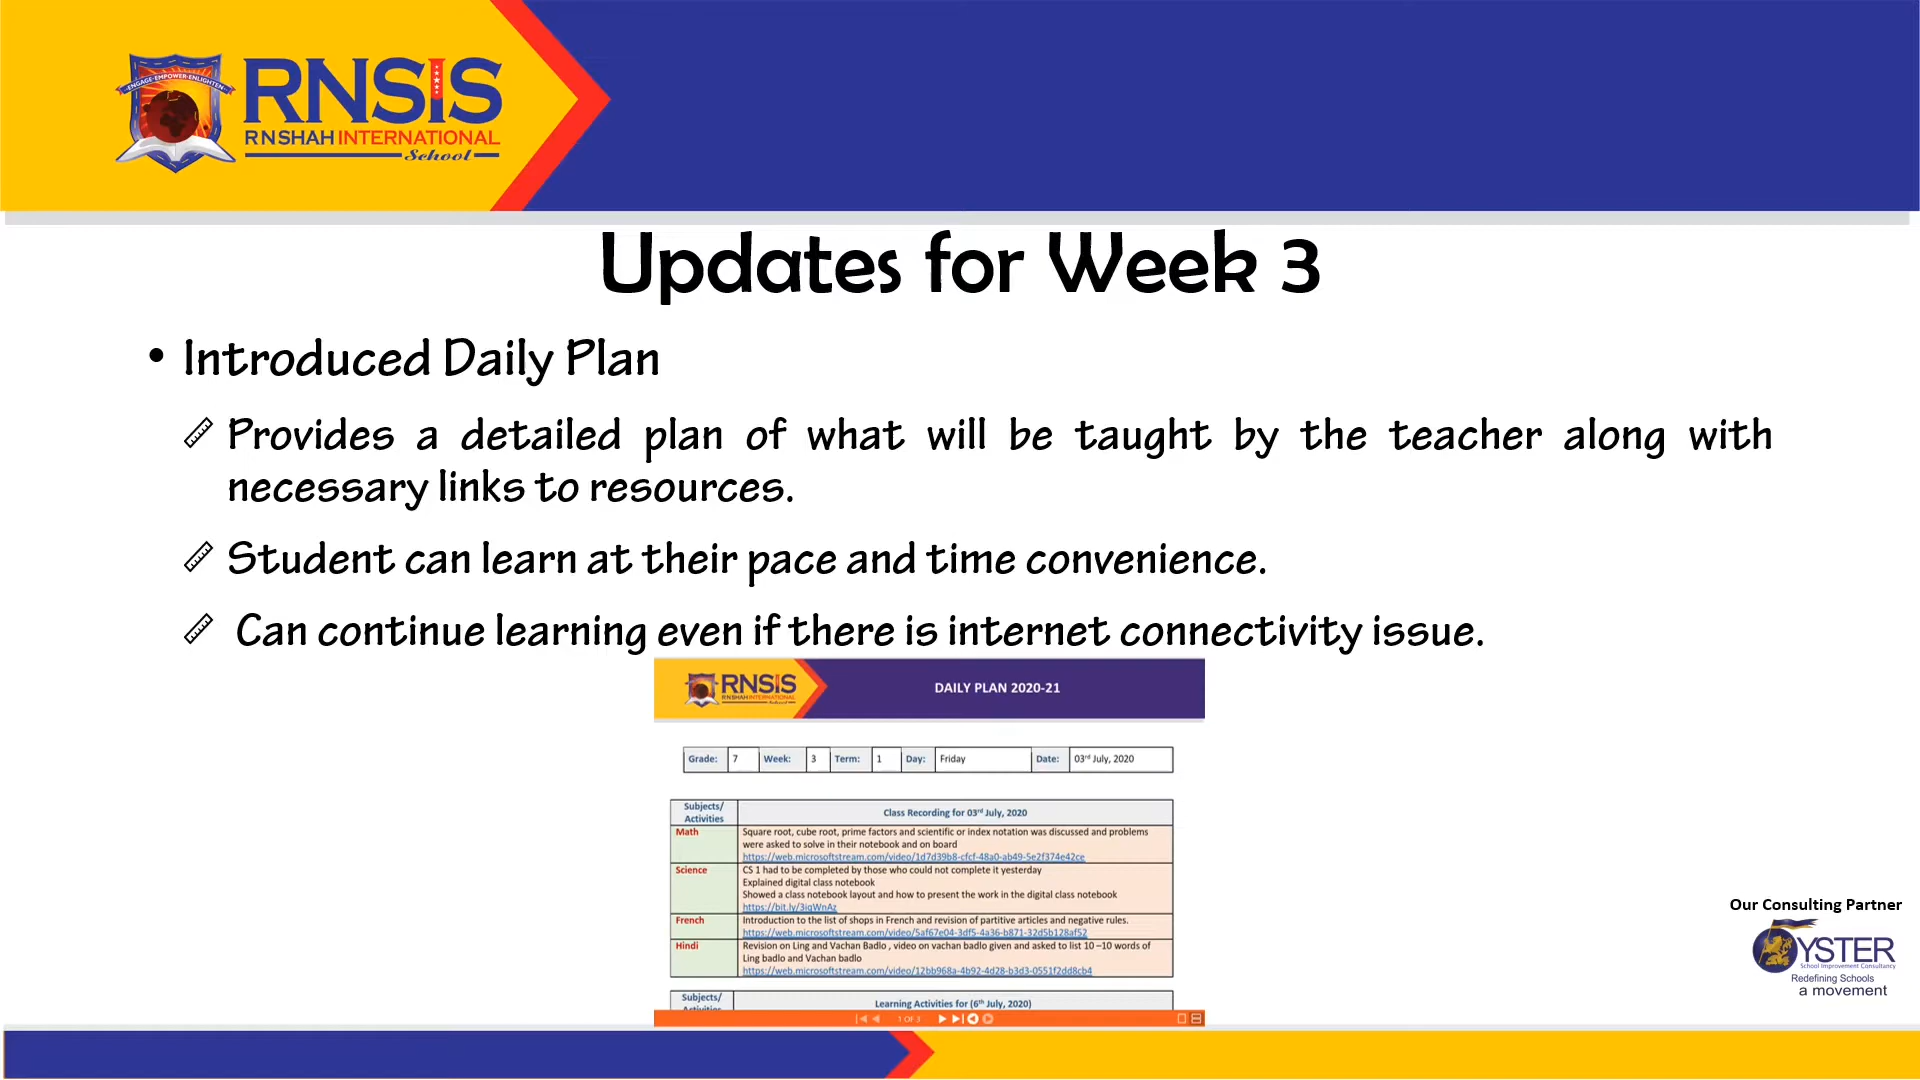 ENGAGE-EMPOWER-ENLIGHTEN
RNSIS
RN SHAH INTERNATIONAL
School
Updates for Week 3
• Introduced Daily Plan
Provides a detailed plan of what will be taught by the teacher along with
necessary links to resources.
Student can learn at their pace and time convenience.
Can continue learning even if there is internet connectivity issue.
RNSIS
RN SHAH INTERNATIONAL
School
DAILY PLAN 2020-21
Grade: 7 Week: 3 Term: 1 Day: Friday Date: 03rd July, 2020
Subjects/
Activities
Class Recording for 03rd July, 2020
Math
Square root, cube root, prime factors and scientific or index notation was discussed and problems
were asked to solve in their notebook and on board
https://web.microsoftstream.com/video/1d7d39b8-cfcf-48a0-ab49-5e2f374e42ce
Science
CS 1 had to be completed by those who could not complete it yesterday
Explained digital class notebook
Showed a class notebook layout and how to present the work in the digital class notebook
https://bit.ly/3iqWnAz
French
Introduction to the list of shops in French and revision of partitive articles and negative rules.
https://web.microsoftstream.com/video/5af67e04-3df5-4a36-b871-32d5b128af52
Hindi
Revision on Ling and Vachan Badlo , video on vachan badlo given and asked to list 10 –10 words of
Ling badlo and Vachan badlo
https://web.microsoftstream.com/video/12bb968a-4b92-4d28-b3d3-0551f2dd8cb4
Subjects/
Activities
Learning Activities for (6th July, 2020)
1 OF 3
Our Consulting Partner
OYSTER
School Improvement Consultancy
Redefining Schools
a movement